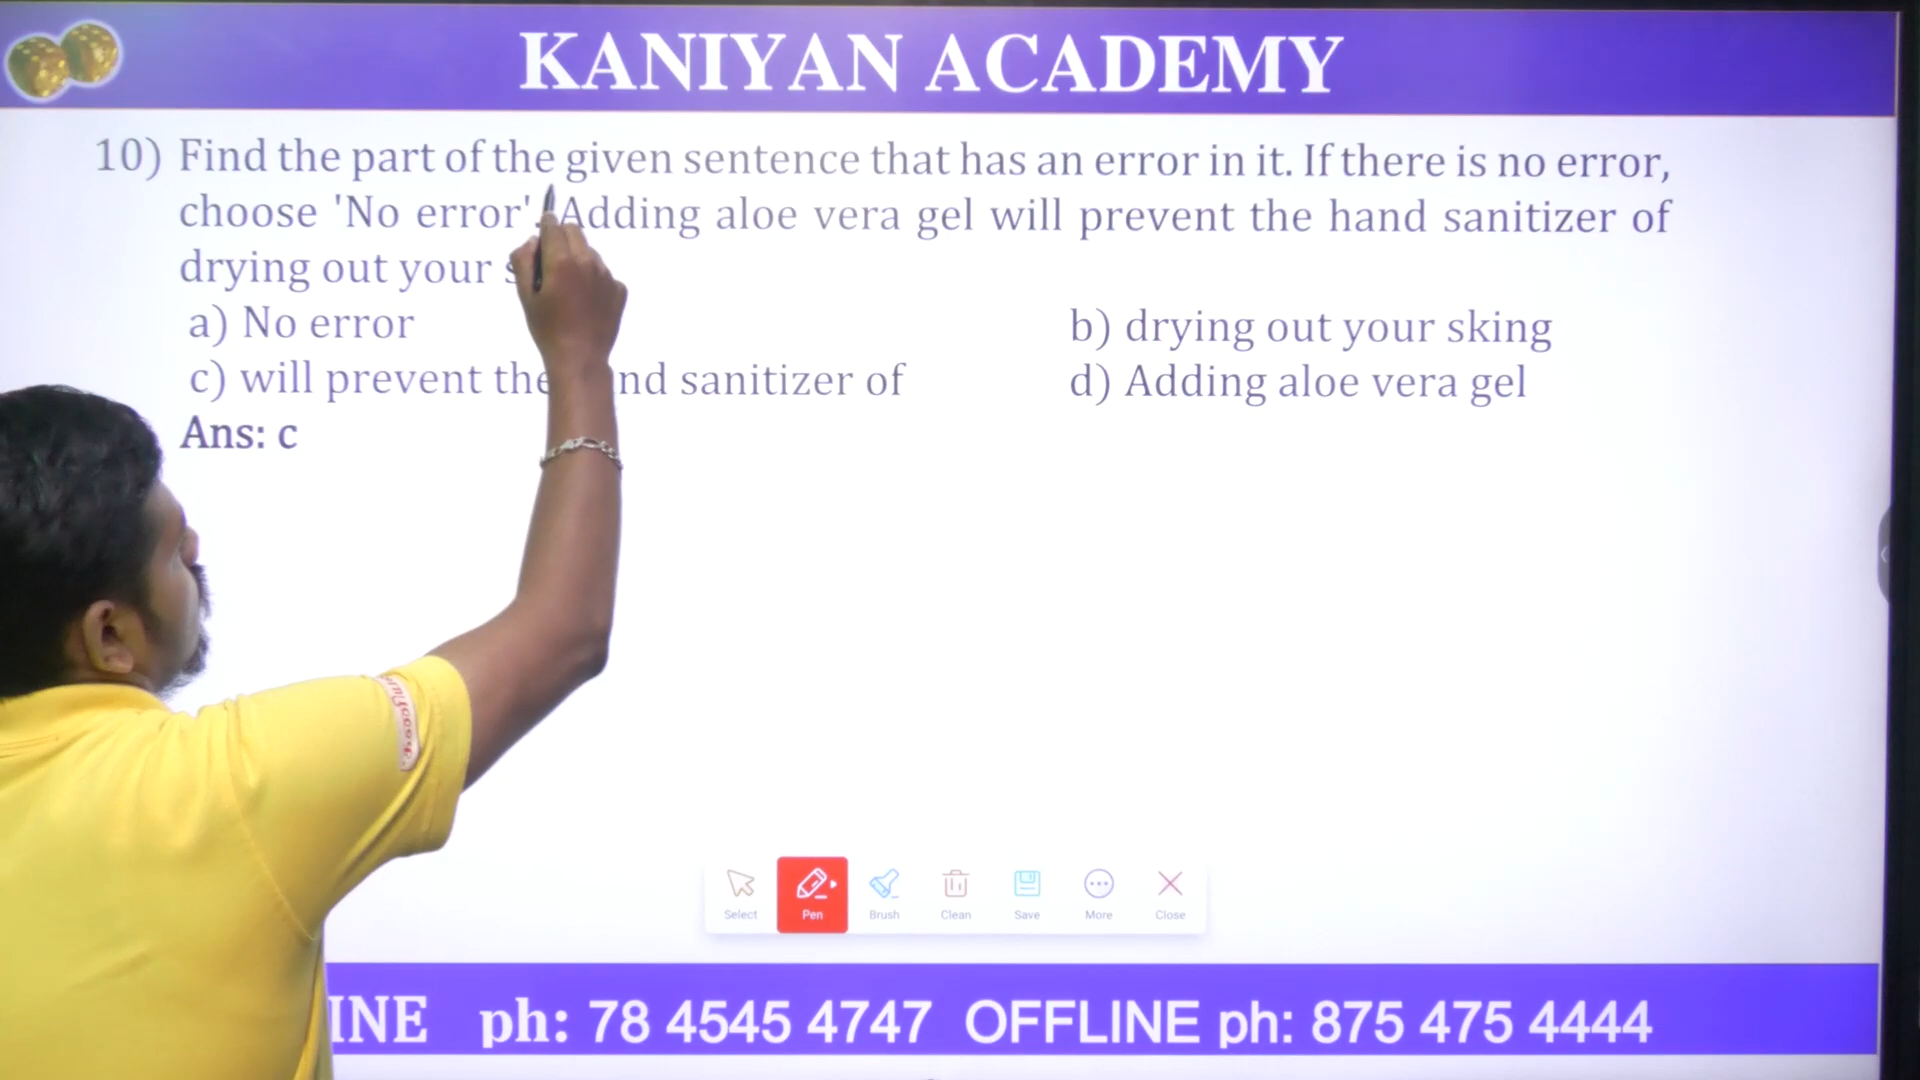 KANIYAN ACADEMY
10) Find the part of the given sentence that has an error in it. If there is no error,
choose 'No error'. Adding aloe vera gel will prevent the hand sanitizer of
drying out your
a) No error
b) drying out your sking
c) will prevent the nd sanitizer of
d) Adding aloe vera gel
Ans: c
Select Pen Brush Clean Save More Close
INE ph: 78 4545 4747 OFFLINE ph: 875 475 4444